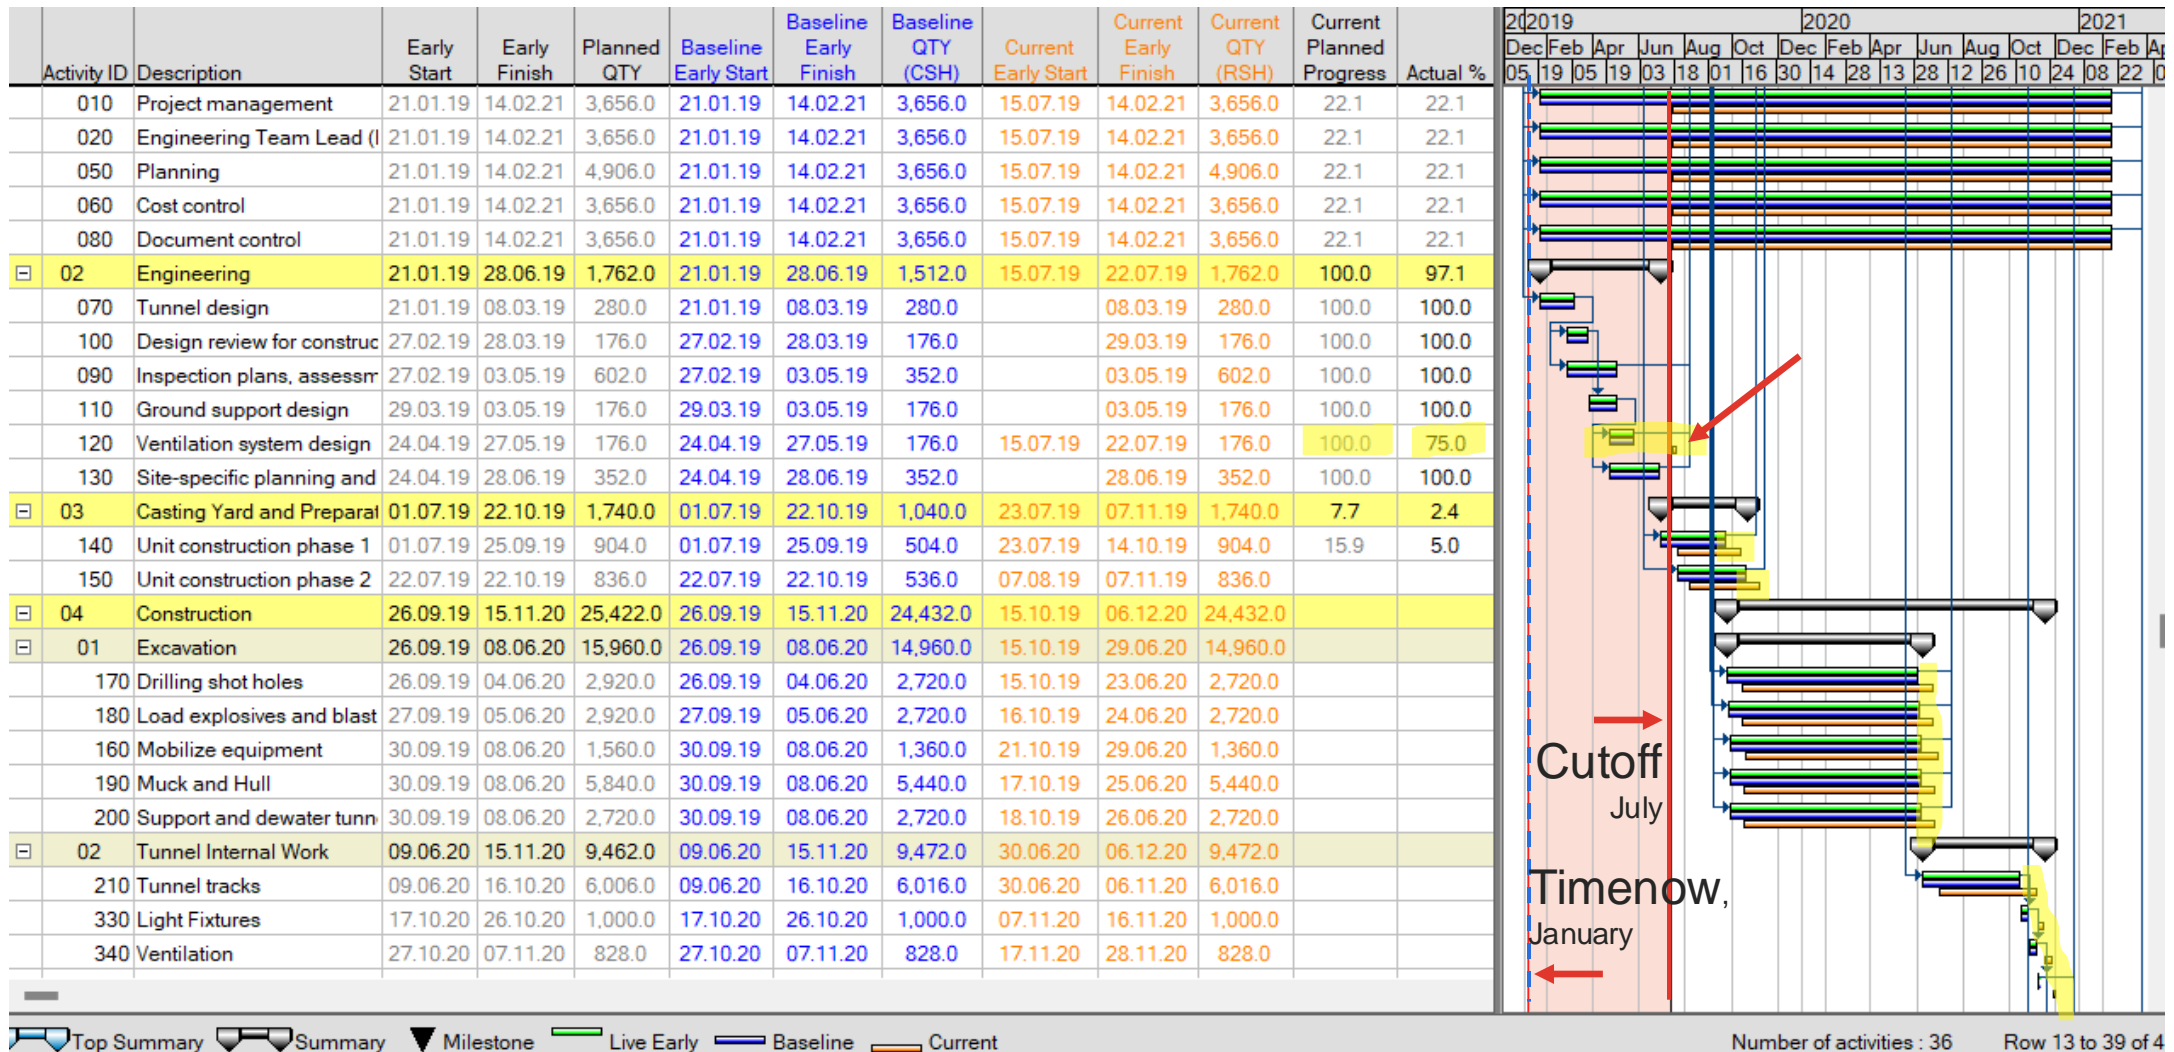 Activity ID Description Early Start Early Finish Planned QTY Baseline Early Start Baseline Early Finish Baseline QTY (CSH) Current Early Start Current Early Finish Current QTY (RSH) Current Planned Progress Actual %
2019 2020 2021
Dec Feb Apr Jun Aug Oct Dec Feb Apr Jun Aug Oct Dec Feb
05 19 05 19 03 18 01 16 30 14 28 13 28 12 26 10 24 08 22
010 Project management 21.01.19 14.02.21 3,656.0 21.01.19 14.02.21 3,656.0 15.07.19 14.02.21 3,656.0 22.1 22.1
020 Engineering Team Lead ( 21.01.19 14.02.21 3,656.0 21.01.19 14.02.21 3,656.0 15.07.19 14.02.21 3,656.0 22.1 22.1
050 Planning 21.01.19 14.02.21 4,906.0 21.01.19 14.02.21 3,656.0 15.07.19 14.02.21 4,906.0 22.1 22.1
060 Cost control 21.01.19 14.02.21 3,656.0 21.01.19 14.02.21 3,656.0 15.07.19 14.02.21 3,656.0 22.1 22.1
080 Document control 21.01.19 14.02.21 3,656.0 21.01.19 14.02.21 3,656.0 15.07.19 14.02.21 3,656.0 22.1 22.1
02 Engineering 21.01.19 28.06.19 1,762.0 21.01.19 28.06.19 1,512.0 15.07.19 22.07.19 1,762.0 100.0 97.1
070 Tunnel design 21.01.19 08.03.19 280.0 21.01.19 08.03.19 280.0 08.03.19 280.0 100.0 100.0
100 Design review for construc 27.02.19 28.03.19 176.0 27.02.19 28.03.19 176.0 29.03.19 176.0 100.0 100.0
090 Inspection plans, assessm 27.02.19 03.05.19 602.0 27.02.19 03.05.19 352.0 03.05.19 602.0 100.0 100.0
110 Ground support design 29.03.19 03.05.19 176.0 29.03.19 03.05.19 176.0 03.05.19 176.0 100.0 100.0
120 Ventilation system design 24.04.19 27.05.19 176.0 24.04.19 27.05.19 176.0 15.07.19 22.07.19 176.0 100.0 75.0
130 Site-specific planning and 24.04.19 28.06.19 352.0 24.04.19 28.06.19 352.0 28.06.19 352.0 100.0 100.0
03 Casting Yard and Preparat 01.07.19 22.10.19 1,740.0 01.07.19 22.10.19 1,040.0 23.07.19 07.11.19 1,740.0 7.7 2.4
140 Unit construction phase 1 01.07.19 25.09.19 904.0 01.07.19 25.09.19 504.0 23.07.19 14.10.19 904.0 15.9 5.0
150 Unit construction phase 2 22.07.19 22.10.19 836.0 22.07.19 22.10.19 536.0 07.08.19 07.11.19 836.0
04 Construction 26.09.19 15.11.20 25,422.0 26.09.19 15.11.20 24,432.0 15.10.19 06.12.20 24,432.0
01 Excavation 26.09.19 08.06.20 15,960.0 26.09.19 08.06.20 14,960.0 15.10.19 29.06.20 14,960.0
170 Drilling shot holes 26.09.19 04.06.20 2,920.0 26.09.19 04.06.20 2,720.0 15.10.19 23.06.20 2,720.0
180 Load explosives and blast 27.09.19 05.06.20 2,920.0 27.09.19 05.06.20 2,720.0 16.10.19 24.06.20 2,720.0
160 Mobilize equipment 30.09.19 08.06.20 1,560.0 30.09.19 08.06.20 1,360.0 21.10.19 29.06.20 1,360.0
190 Muck and Hull 30.09.19 08.06.20 5,840.0 30.09.19 08.06.20 5,440.0 17.10.19 25.06.20 5,440.0
200 Support and dewater tunn 30.09.19 08.06.20 2,720.0 30.09.19 08.06.20 2,720.0 18.10.19 26.06.20 2,720.0
02 Tunnel Internal Work 09.06.20 15.11.20 9,462.0 09.06.20 15.11.20 9,472.0 30.06.20 06.12.20 9,472.0
210 Tunnel tracks 09.06.20 16.10.20 6,006.0 09.06.20 16.10.20 6,016.0 30.06.20 06.11.20 6,016.0
330 Light Fixtures 17.10.20 26.10.20 1,000.0 17.10.20 26.10.20 1,000.0 07.11.20 16.11.20 1,000.0
340 Ventilation 27.10.20 07.11.20 828.0 27.10.20 07.11.20 828.0 17.11.20 28.11.20 828.0
Cutoff
July
Timenow,
January
Top Summary Summary Milestone Live Early Baseline Current
Number of activities : 36 Row 13 to 39 of 4